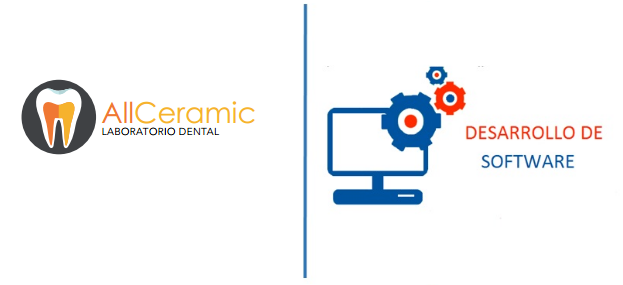 AllCeramic
LABORATORIO DENTAL
DESARROLLO DE
SOFTWARE